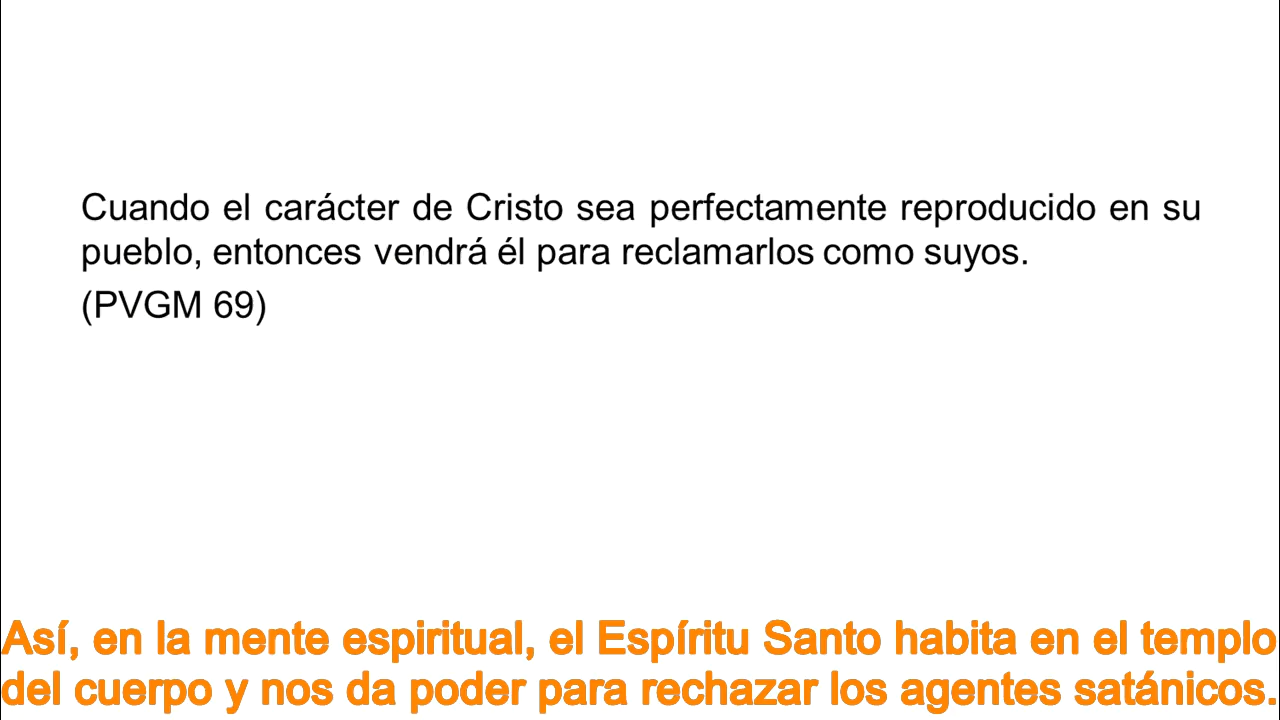 Cuando el carácter de Cristo sea perfectamente reproducido en su
pueblo, entonces vendrá él para reclamarlos como suyos.
(PVGM 69)
Así, en la mente espiritual, el Espíritu Santo habita en el templo
del cuerpo y nos da poder para rechazar los agentes satánicos.